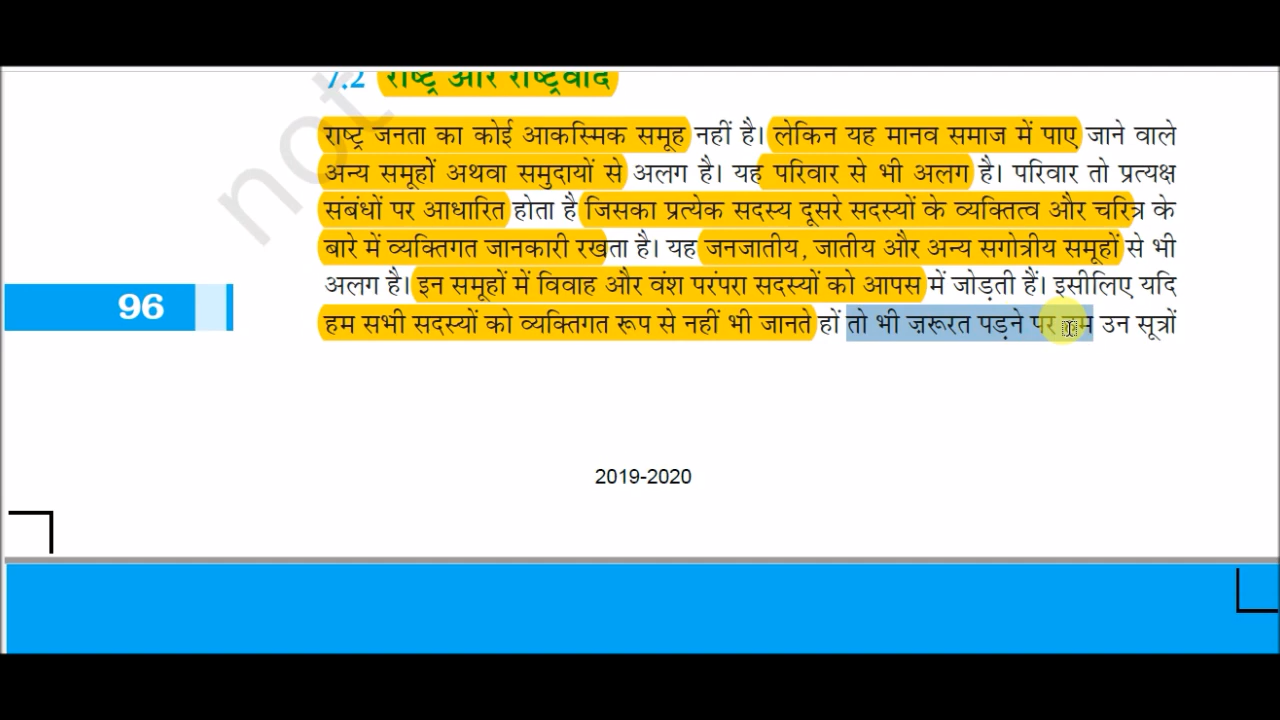 7.2 राष्ट्र और राष्ट्रवाद
राष्ट्र जनता का कोई आकस्मिक समूह नहीं है। लेकिन यह मानव समाज में पाए जाने वाले
अन्य समूहों अथवा समुदायों से अलग है। यह परिवार से भी अलग है। परिवार तो प्रत्यक्ष
संबंधों पर आधारित होता है जिसका प्रत्येक सदस्य दूसरे सदस्यों के व्यक्तित्व और चरित्र के
बारे में व्यक्तिगत जानकारी रखता है। यह जनजातीय, जातीय और अन्य सगोत्रीय समूहों से भी
अलग है। इन समूहों में विवाह और वंश परंपरा सदस्यों को आपस में जोड़ती हैं। इसीलिए यदि
96
हम सभी सदस्यों को व्यक्तिगत रूप से नहीं भी जानते हों तो भी ज़रूरत पड़ने पर हम उन सूत्रों
not
2019-2020